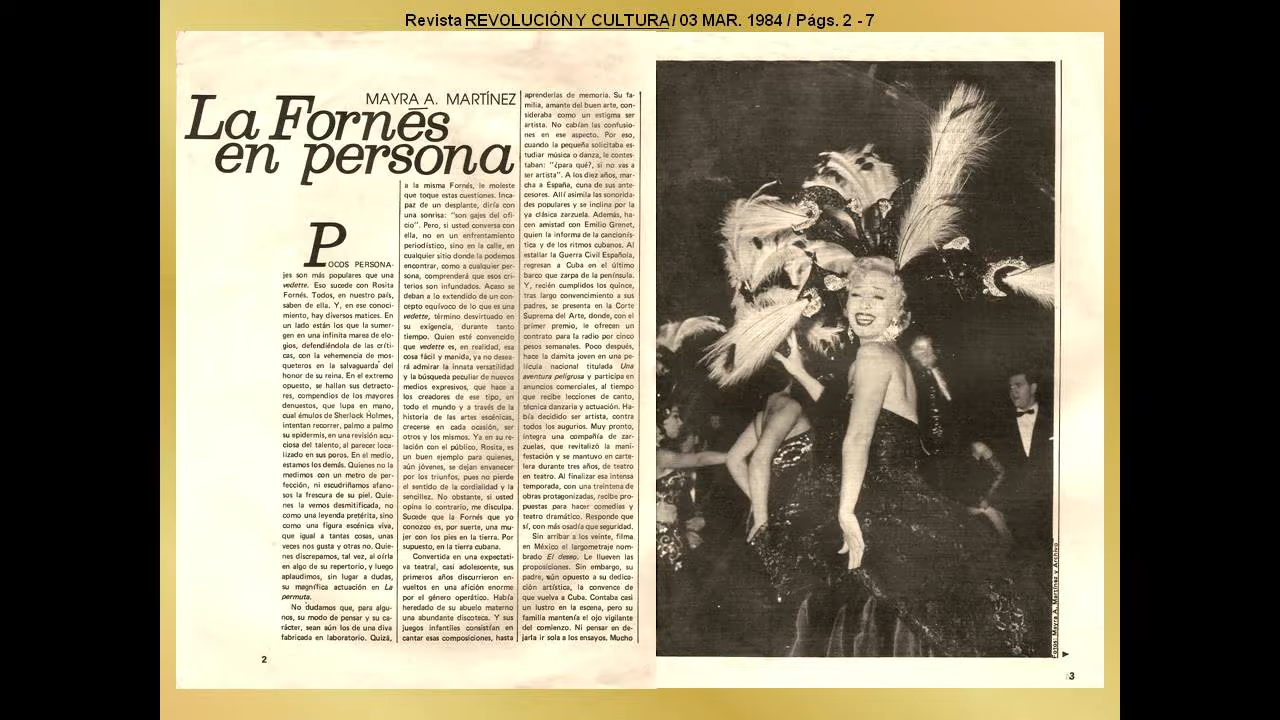 Revista REVOLUCIÓN Y CULTURA / 03 MAR. 1984 / Págs. 2 - 7
MAYRA A. MARTÍNEZ
La Fornés
en persona
POCOS PERSONA-
jes son más populares que una
vedette. Eso sucede con Rosita
Fornés. Todos, en nuestro país,
saben de ella. Y, en ese conoci-
miento, hay diversos matices. En
un lado están los que la sumer-
gen en una infinita marea de elo-
gios, defendiéndola de las críti-
cas, con la vehemencia de mos-
queteros en la salvaguarda del
honor de su reina. En el extremo
opuesto, se hallan sus detracto-
res, compendios de los mayores
denuestos, que lupa en mano,
cual émulos de Sherlock Holmes,
intentan recorrer, palmo a palmo
su epidermis, en una revisión acu-
ciosa del talento, al parecer loca-
lizado en sus poros. En el medio,
estamos los demás. Quienes no la
medimos con un metro de per-
fección, ni escudriñamos afano-
sos la frescura de su piel. Quie-
nes la vemos desmitificada, no
como una leyenda pretérita, sino
como una figura escénica viva,
que igual a tantas cosas, unas
veces nos gusta y otras no. Quie-
nes discrepamos, tal vez, al oírla
en algo de su repertorio, y luego
aplaudimos, sin lugar a dudas,
su magnífica actuación en La
permuta.
No dudamos que, para algu-
nos, su modo de pensar y su ca-
rácter, sean aún los de una diva
fabricada en laboratorio. Quizá,
a la misma Fornés, le moleste
que toque estas cuestiones. Inca-
paz de un desplante, diría con
una sonrisa: "son gajes del ofi-
cio". Pero, si usted conversa con
ella, no en un enfrentamiento
periodístico, sino en la calle, en
cualquier sitio donde la podemos
encontrar, como a cualquier per-
sona, comprenderá que esos cri-
terios son infundados. Acaso se
deban a lo extendido de un con-
cepto equívoco de lo que es una
vedette, término desvirtuado en
su exigencia, durante tanto
tiempo. Quien esté convencido
que vedette es, en realidad, esa
cosa fácil y manida, ya no desea-
rá admirar la innata versatilidad
y la búsqueda peculiar de nuevos
medios expresivos, que hace a
los creadores de ese tipo, en
todo el mundo y a través de la
historia de las artes escénicas,
crecerse en cada ocasión, ser
otros y los mismos. Ya en su re-
lación con el público, Rosita, es
un buen ejemplo para quienes,
aún jóvenes, se dejan envanecer
por los triunfos, pues no pierde
el sentido de la cordialidad y la
sencillez. No obstante, si usted
opina lo contrario, me disculpa.
Sucede que la Fornés que yo
conozco es, por suerte, una mu-
jer con los pies en la tierra. Por
supuesto, en la tierra cubana.
Convertida en una expectati-
va teatral, casi adolescente, sus
primeros años discurrieron en-
vueltos en una afición enorme
por el género operático. Había
heredado de su abuelo materno
una abundante discoteca. Y sus
juegos infantiles consistían en
cantar esas composiciones, hasta
aprenderlas de memoria. Su fa-
milia, amante del buen arte, con-
sideraba como un estigma ser
artista. No cabían las confusio-
nes en ese aspecto. Por eso,
cuando la pequeña solicitaba es-
tudiar música o danza, le contes-
taban: "¿para qué?, si no vas a
ser artista". A los diez años, mar-
cha a España, cuna de sus ante-
cesores. Allí asimila las sonorida-
des populares y se inclina por la
ya clásica zarzuela. Además, ha-
cen amistad con Emilio Grenet,
quien la informa de la cancionís-
tica y de los ritmos cubanos. Al
estallar la Guerra Civil Española,
regresan a Cuba en el último
barco que zarpa de la península.
Y, recién cumplidos los quince,
tras largo convencimiento a sus
padres, se presenta en la Corte
Suprema del Arte, donde, con el
primer premio, le ofrecen un
contrato para la radio por cinco
pesos semanales. Poco después,
hace la damita joven en una pe-
lícula nacional titulada Una
aventura peligrosa y participa en
anuncios comerciales, al tiempo
que recibe lecciones de canto,
técnica danzaria y actuación. Ha-
bía decidido ser artista, contra
todos los augurios. Muy pronto,
integra una compañía de zar-
zuelas, que revitalizó la mani-
festación y se mantuvo en carte-
lera durante tres años, de teatro
en teatro. Al finalizar esa intensa
temporada, con una treintena de
obras protagonizadas, recibe pro-
puestas para hacer comedias y
teatro dramático. Responde que
sí, con más osadía que seguridad.
Sin arribar a los veinte, filma
en México el largometraje nom-
brado El deseo. Le llueven las
proposiciones. Sin embargo, su
padre, aún opuesto a su dedica-
ción artística, la convence de
que vuelva a Cuba. Contaba casi
un lustro en la escena, pero su
familia mantenía el ojo vigilante
del comienzo. Ni pensar en de-
jarla ir sola a los ensayos. Mucho
2
Fotos: Mayra A. Martínez y Archivo
3